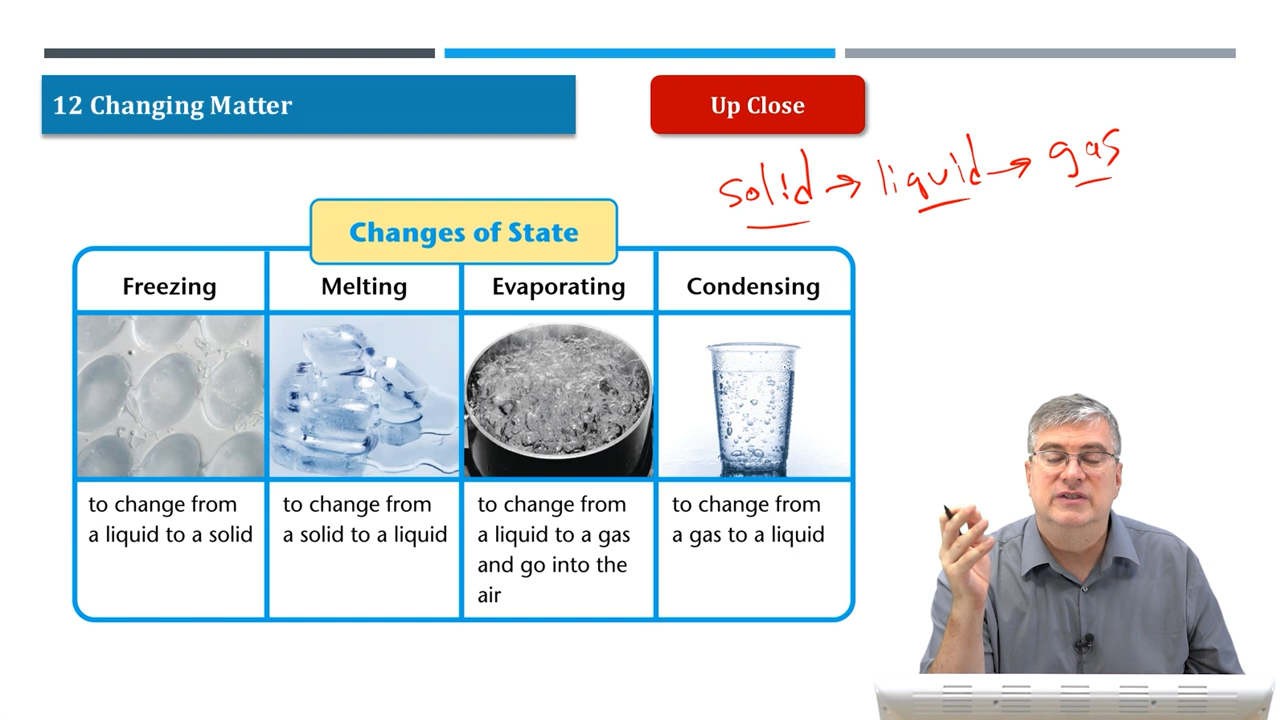 12 Changing Matter
Up Close
solid → liquid → gas
Changes of State
Freezing
Melting
Evaporating
Condensing
to change from
a liquid to a solid
to change from
a solid to a liquid
to change from
a liquid to a gas
and go into the
air
to change from
a gas to a liquid